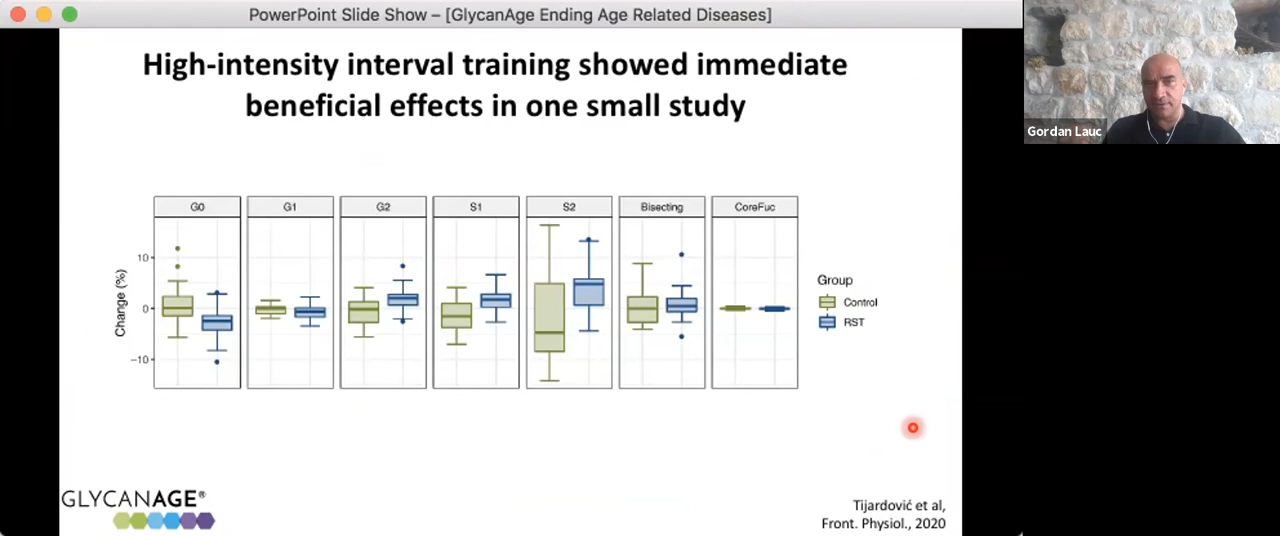 PowerPoint Slide Show – [GlycanAge Ending Age Related Diseases]
High-intensity interval training showed immediate
beneficial effects in one small study
G0 G1 G2 S1 S2 Bisecting CoreFuc
Change (%)
10
0
−10
Group
Control
RST
GLYCANAGE®
Tijardović et al,
Front. Physiol., 2020
Gordan Lauc